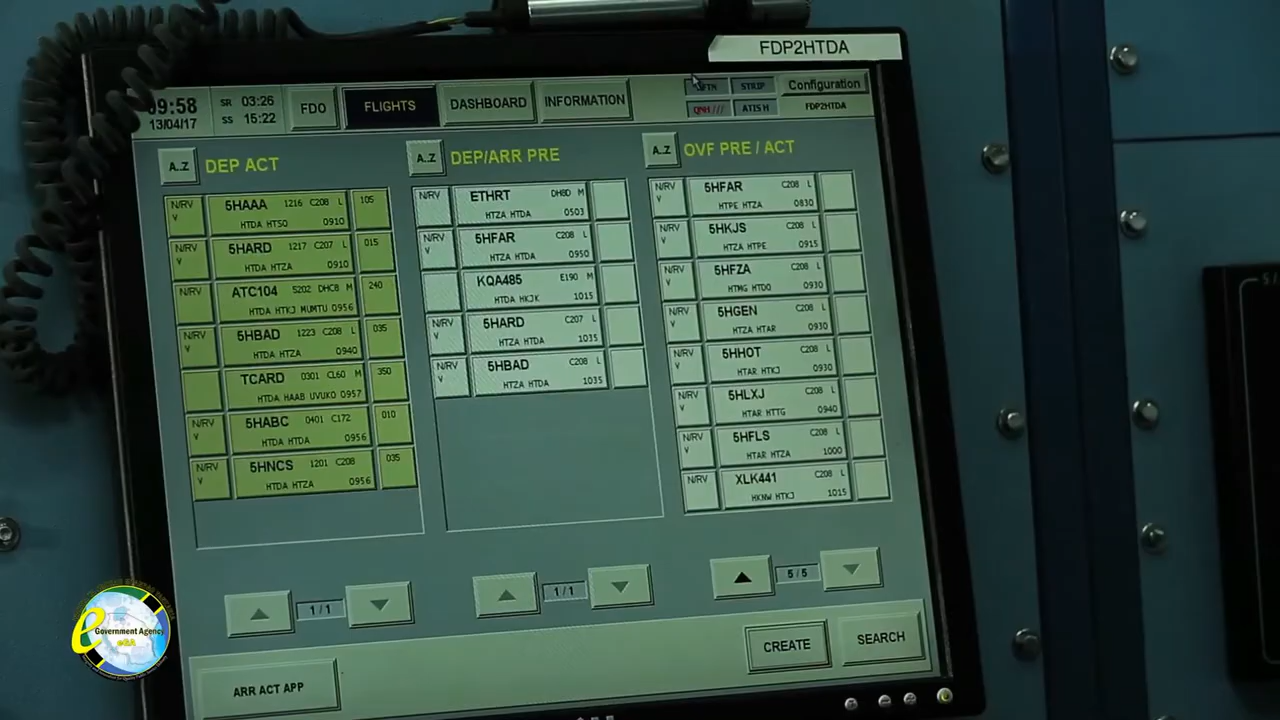 FDP2HTDA
09:58
13/04/17
SR 03:26
SS 15:22
FDO
FLIGHTS
DASHBOARD
INFORMATION
STRIP
ATIS H
Configuration
FDP2HTDA
A..Z DEP ACT
N/RV 5HAAA 1216 C208 L 105
V HTDA HTSO 0910
N/RV 5HARD 1217 C207 L 015
V HTDA HTZA 0910
N/RV ATC104 5202 DHC8 M 240
V HTDA HTKJ MUMTU 0956
N/RV 5HBAD 1223 C208 L 035
V HTDA HTZA 0940
TCARD 0301 CL60 M 350
HTDA HAAB UVUKO 0957
N/RV 5HABC 0401 C172 010
V HTDA HTDA 0956
N/RV 5HNCS 1201 C208 035
V HTDA HTZA 0956
1/1
A..Z DEP/ARR PRE
N/RV ETHRT DH8D M
HTZA HTDA 0503
N/RV 5HFAR C208 L
V HTZA HTDA 0950
KQA485 E190 M
HTDA HKJK 1015
N/RV 5HARD C207 L
V HTZA HTDA 1035
N/RV 5HBAD C208 L
V HTZA HTDA 1035
1/1
A..Z OVF PRE / ACT
N/RV 5HFAR C208 L
V HTPE HTZA 0830
N/RV 5HKJS C208 L
V HTZA HTPE 0915
N/RV 5HFZA C208 L
V HTMG HTDO 0930
N/RV 5HGEN C208 L
V HTZA HTAR 0930
N/RV 5HHOT C208 L
V HTAR HTKJ 0930
N/RV 5HLXJ C208 L
V HTAR HTTG 0940
N/RV 5HFLS C208 L
V HTAR HTZA 1000
N/RV XLK441 C208 L
V HKNW HTKJ 1015
5/5
CREATE
SEARCH
ARR ACT APP
e
Government Agency
eGA